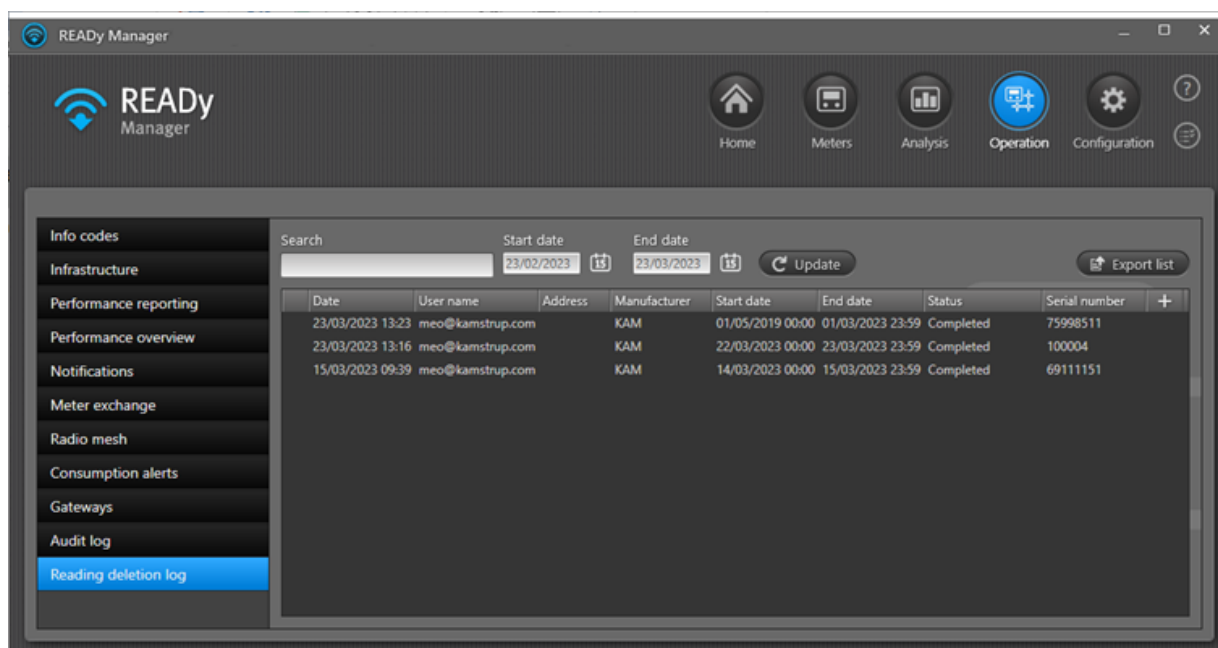 READy Manager
READy
Manager
?
Home Meters Analysis Operation Configuration
Info codes
Infrastructure
Performance reporting
Performance overview
Notifications
Meter exchange
Radio mesh
Consumption alerts
Gateways
Audit log
Reading deletion log
Search Start date End date
23/02/2023 15 23/03/2023 15 Update Export list
Date User name Address Manufacturer Start date End date Status Serial number +
23/03/2023 13:23 meo@kamstrup.com KAM 01/05/2019 00:00 01/03/2023 23:59 Completed 75998511
23/03/2023 13:16 meo@kamstrup.com KAM 22/03/2023 00:00 23/03/2023 23:59 Completed 100004
15/03/2023 09:39 meo@kamstrup.com KAM 14/03/2023 00:00 15/03/2023 23:59 Completed 69111151